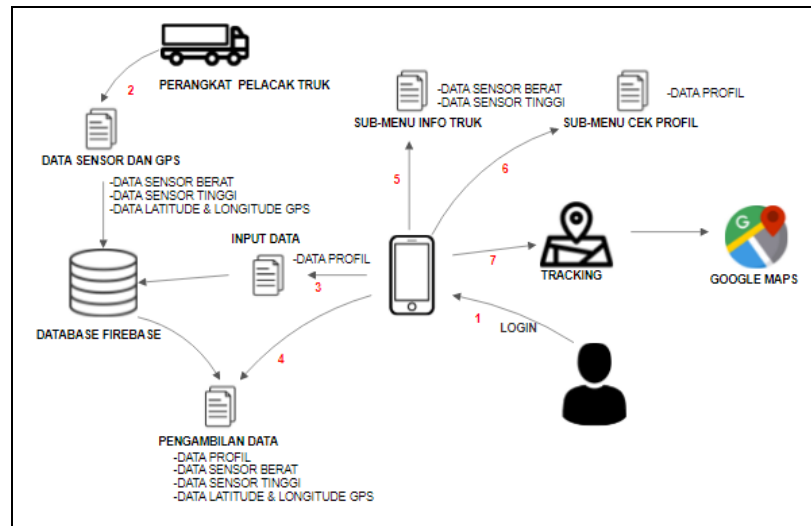 2
PERANGKAT PELACAK TRUK
DATA SENSOR DAN GPS
-DATA SENSOR BERAT
-DATA SENSOR TINGGI
-DATA LATITUDE & LONGITUDE GPS
-DATA SENSOR BERAT
-DATA SENSOR TINGGI
SUB-MENU INFO TRUK
-DATA PROFIL
SUB-MENU CEK PROFIL
5
6
INPUT DATA
-DATA PROFIL
3
7
TRACKING
G
GOOGLE MAPS
DATABASE FIREBASE
4
1
LOGIN
PENGAMBILAN DATA
-DATA PROFIL
-DATA SENSOR BERAT
-DATA SENSOR TINGGI
-DATA LATITUDE & LONGITUDE GPS